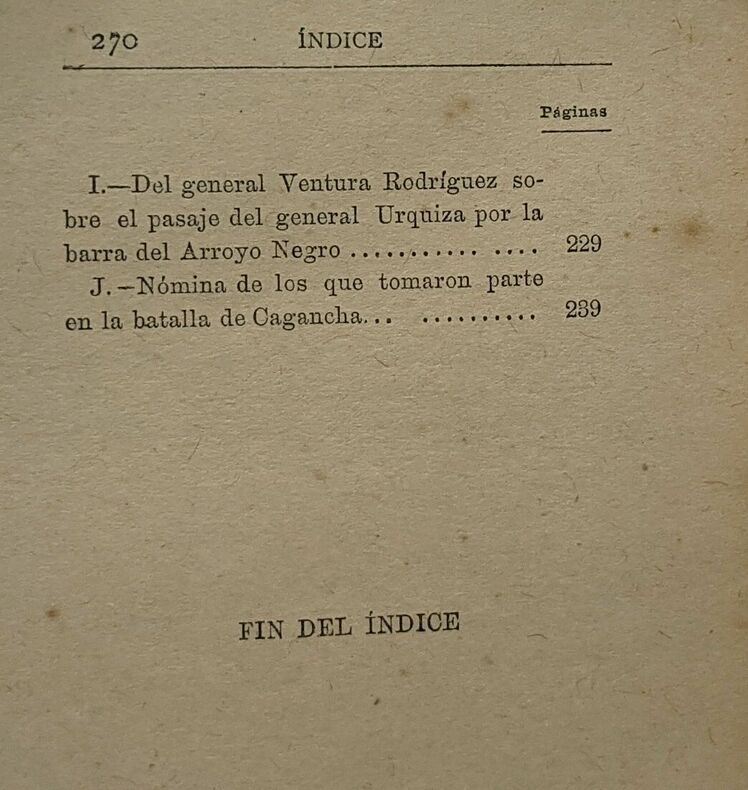 270 ÍNDICE
Páginas
I.—Del general Ventura Rodríguez so-
bre el pasaje del general Urquiza por la
barra del Arroyo Negro ........... .... 229
J.—Nómina de los que tomaron parte
en la batalla de Cagancha... .......... 239
FIN DEL ÍNDICE